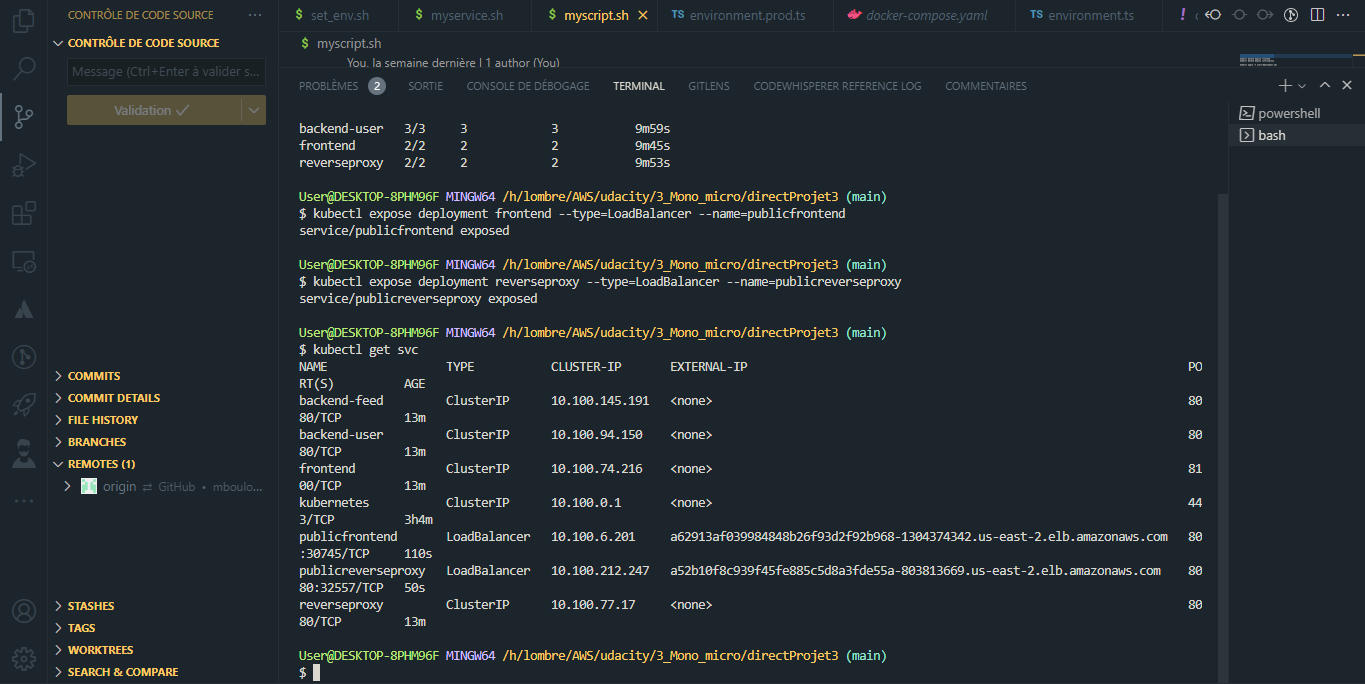 CONTRÔLE DE CODE SOURCE ···
CONTRÔLE DE CODE SOURCE
Message (Ctrl+Enter à valider s...
Validation
COMMITS
COMMIT DETAILS
FILE HISTORY
BRANCHES
REMOTES (1)
origin ⇄ GitHub • mboulo...
STASHES
TAGS
WORKTREES
SEARCH & COMPARE
$ set_env.sh $ myservice.sh $ myscript.sh TS environment.prod.ts docker-compose.yaml TS environment.ts !
$ myscript.sh
You, la semaine dernière | 1 author (You)
PROBLÈMES 2 SORTIE CONSOLE DE DÉBOGAGE TERMINAL GITLENS CODEWHISPERER REFERENCE LOG COMMENTAIRES
powershell
bash
backend-user 3/3 3 3 9m59s
frontend 2/2 2 2 9m45s
reverseproxy 2/2 2 2 9m53s
User@DESKTOP-8PHM96F MINGW64 /h/lombre/AWS/udacity/3_Mono_micro/directProjet3 (main)
$ kubectl expose deployment frontend --type=LoadBalancer --name=publicfrontend
service/publicfrontend exposed
User@DESKTOP-8PHM96F MINGW64 /h/lombre/AWS/udacity/3_Mono_micro/directProjet3 (main)
$ kubectl expose deployment reverseproxy --type=LoadBalancer --name=publicreverseproxy
service/publicreverseproxy exposed
User@DESKTOP-8PHM96F MINGW64 /h/lombre/AWS/udacity/3_Mono_micro/directProjet3 (main)
$ kubectl get svc
NAME TYPE CLUSTER-IP EXTERNAL-IP PO
RT(S) AGE
backend-feed ClusterIP 10.100.145.191 <none> 80
80/TCP 13m
backend-user ClusterIP 10.100.94.150 <none> 80
80/TCP 13m
frontend ClusterIP 10.100.74.216 <none> 81
00/TCP 13m
kubernetes ClusterIP 10.100.0.1 <none> 44
3/TCP 3h4m
publicfrontend LoadBalancer 10.100.6.201 a62913af039984848b26f93d2f92b968-1304374342.us-east-2.elb.amazonaws.com 80
:30745/TCP 110s
publicreverseproxy LoadBalancer 10.100.212.247 a52b10f8c939f45fe885c5d8a3fde55a-803813669.us-east-2.elb.amazonaws.com 80
80:32557/TCP 50s
reverseproxy ClusterIP 10.100.77.17 <none> 80
80/TCP 13m
User@DESKTOP-8PHM96F MINGW64 /h/lombre/AWS/udacity/3_Mono_micro/directProjet3 (main)
$